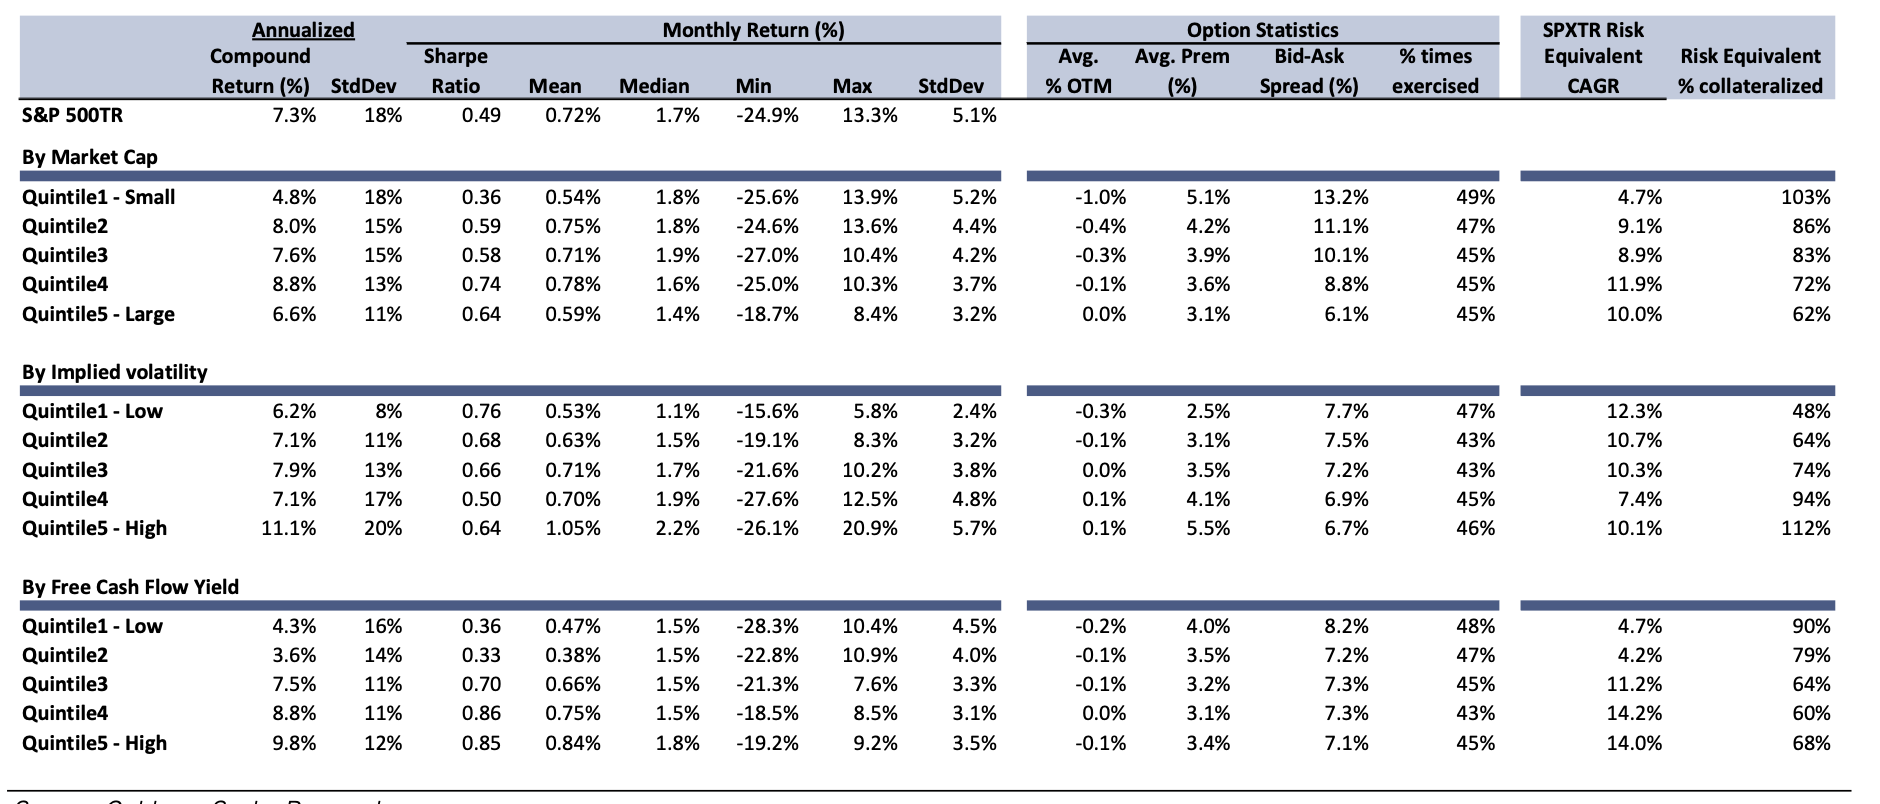 Annualized Monthly Return (%) Option Statistics SPXTR Risk
Compound Sharpe Avg. Avg. Prem Bid-Ask % times Equivalent Risk Equivalent
Return (%) StdDev Ratio Mean Median Min Max StdDev % OTM (%) Spread (%) exercised CAGR % collateralized
S&P 500TR 7.3% 18% 0.49 0.72% 1.7% -24.9% 13.3% 5.1%
By Market Cap
Quintile1 - Small 4.8% 18% 0.36 0.54% 1.8% -25.6% 13.9% 5.2% -1.0% 5.1% 13.2% 49% 4.7% 103%
Quintile2 8.0% 15% 0.59 0.75% 1.8% -24.6% 13.6% 4.4% -0.4% 4.2% 11.1% 47% 9.1% 86%
Quintile3 7.6% 15% 0.58 0.71% 1.9% -27.0% 10.4% 4.2% -0.3% 3.9% 10.1% 45% 8.9% 83%
Quintile4 8.8% 13% 0.74 0.78% 1.6% -25.0% 10.3% 3.7% -0.1% 3.6% 8.8% 45% 11.9% 72%
Quintile5 - Large 6.6% 11% 0.64 0.59% 1.4% -18.7% 8.4% 3.2% 0.0% 3.1% 6.1% 45% 10.0% 62%
By Implied volatility
Quintile1 - Low 6.2% 8% 0.76 0.53% 1.1% -15.6% 5.8% 2.4% -0.3% 2.5% 7.7% 47% 12.3% 48%
Quintile2 7.1% 11% 0.68 0.63% 1.5% -19.1% 8.3% 3.2% -0.1% 3.1% 7.5% 43% 10.7% 64%
Quintile3 7.9% 13% 0.66 0.71% 1.7% -21.6% 10.2% 3.8% 0.0% 3.5% 7.2% 43% 10.3% 74%
Quintile4 7.1% 17% 0.50 0.70% 1.9% -27.6% 12.5% 4.8% 0.1% 4.1% 6.9% 45% 7.4% 94%
Quintile5 - High 11.1% 20% 0.64 1.05% 2.2% -26.1% 20.9% 5.7% 0.1% 5.5% 6.7% 46% 10.1% 112%
By Free Cash Flow Yield
Quintile1 - Low 4.3% 16% 0.36 0.47% 1.5% -28.3% 10.4% 4.5% -0.2% 4.0% 8.2% 48% 4.7% 90%
Quintile2 3.6% 14% 0.33 0.38% 1.5% -22.8% 10.9% 4.0% -0.1% 3.5% 7.2% 47% 4.2% 79%
Quintile3 7.5% 11% 0.70 0.66% 1.5% -21.3% 7.6% 3.3% -0.1% 3.2% 7.3% 45% 11.2% 64%
Quintile4 8.8% 11% 0.86 0.75% 1.5% -18.5% 8.5% 3.1% 0.0% 3.1% 7.3% 43% 14.2% 60%
Quintile5 - High 9.8% 12% 0.85 0.84% 1.8% -19.2% 9.2% 3.5% -0.1% 3.4% 7.1% 45% 14.0% 68%